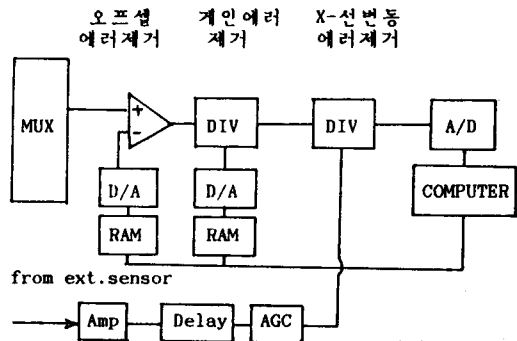 오프셑 게인에러 X-선변동
에러제거 제거 에러제거
MUX + - DIV DIV A/D
D/A D/A COMPUTER
RAM RAM
from ext.sensor
Amp Delay AGC